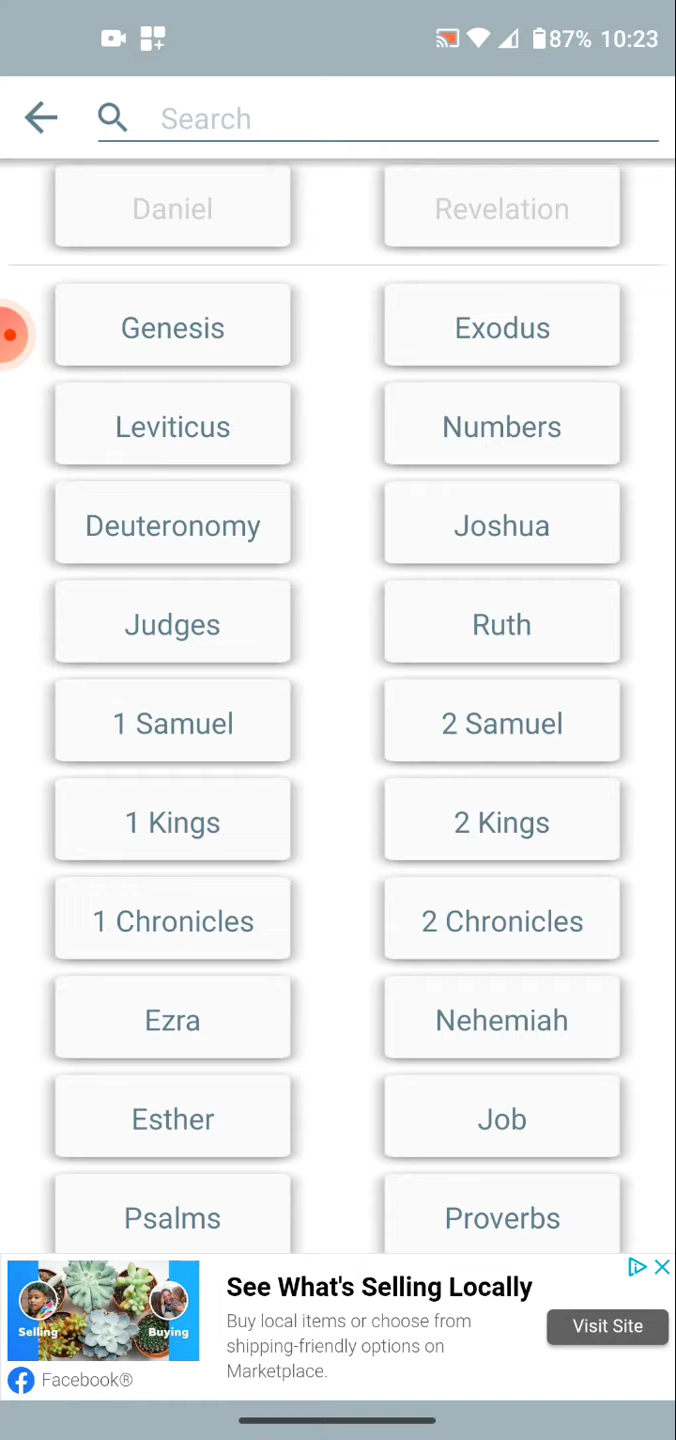 87% 10:23
Search
Daniel Revelation
Genesis Exodus
Leviticus Numbers
Deuteronomy Joshua
Judges Ruth
1 Samuel 2 Samuel
1 Kings 2 Kings
1 Chronicles 2 Chronicles
Ezra Nehemiah
Esther Job
Psalms Proverbs
Selling Buying
Facebook®
See What's Selling Locally
Buy local items or choose from
shipping-friendly options on
Marketplace.
Visit Site